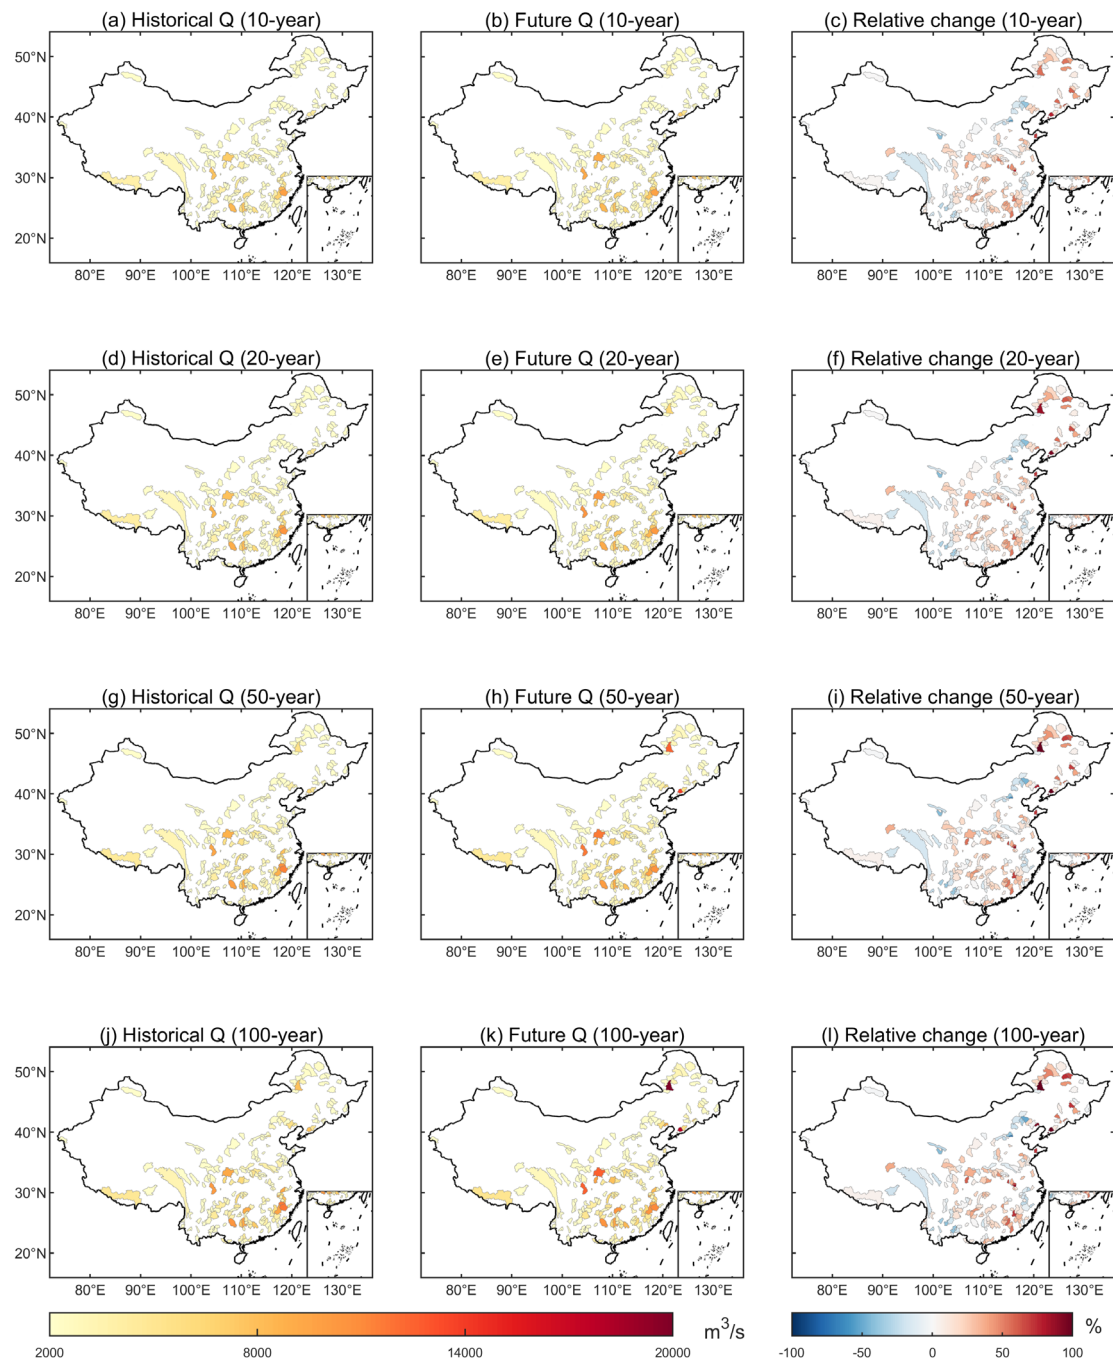 (a) Historical Q (10-year)
(b) Future Q (10-year)
(c) Relative change (10-year)
50°N
40°N
30°N
20°N
80°E 90°E 100°E 110°E 120°E 130°E
80°E 90°E 100°E 110°E 120°E 130°E
80°E 90°E 100°E 110°E 120°E 130°E
(d) Historical Q (20-year)
(e) Future Q (20-year)
(f) Relative change (20-year)
50°N
40°N
30°N
20°N
80°E 90°E 100°E 110°E 120°E 130°E
80°E 90°E 100°E 110°E 120°E 130°E
80°E 90°E 100°E 110°E 120°E 130°E
(g) Historical Q (50-year)
(h) Future Q (50-year)
(i) Relative change (50-year)
50°N
40°N
30°N
20°N
80°E 90°E 100°E 110°E 120°E 130°E
80°E 90°E 100°E 110°E 120°E 130°E
80°E 90°E 100°E 110°E 120°E 130°E
(j) Historical Q (100-year)
(k) Future Q (100-year)
(l) Relative change (100-year)
50°N
40°N
30°N
20°N
80°E 90°E 100°E 110°E 120°E 130°E
80°E 90°E 100°E 110°E 120°E 130°E
80°E 90°E 100°E 110°E 120°E 130°E
2000 8000 14000 20000
m³/s
-100 -50 0 50 100
%